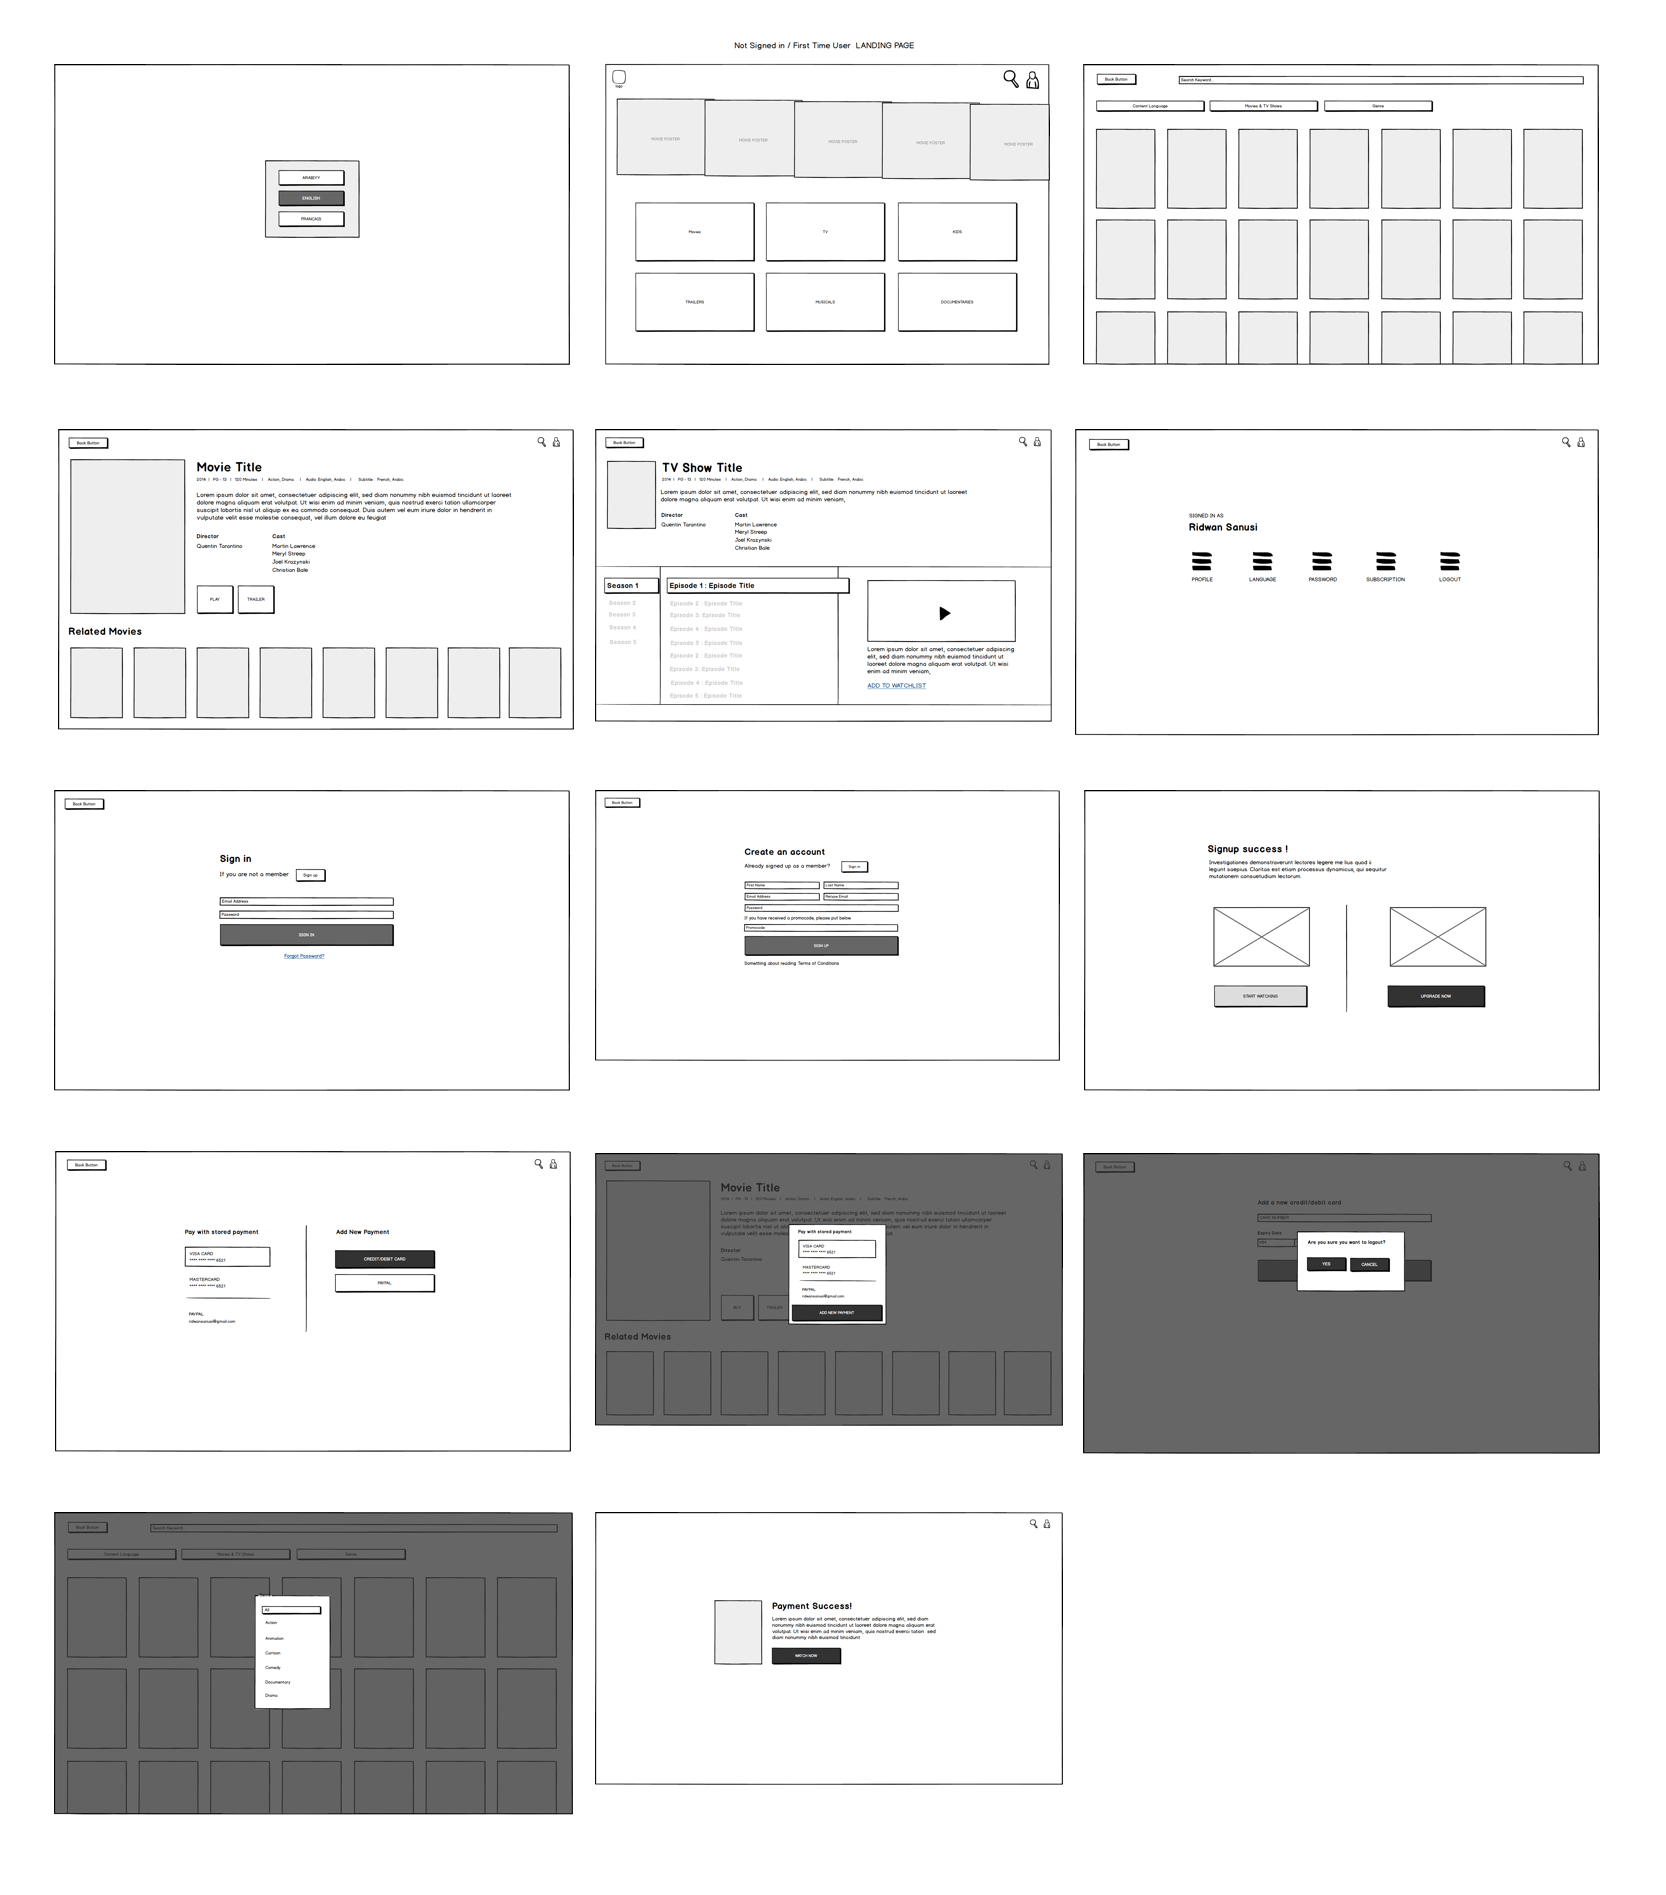 Not Signed in / First Time User LANDING PAGE
ARABIYY
ENGLISH
FRANCAIS
logo
MOVIE POSTER
MOVIE POSTER
MOVIE POSTER
MOVIE POSTER
MOVIE POSTER
Movies
TV
KIDS
TRAILERS
MUSICALS
DOCUMENTARIES
Back Button
Search Keyword...
Content Language
Movies & TV Shows
Genre
Back Button
Movie Title
2014 | PG - 13 | 120 Minutes | Action, Drama | Audio: English, Arabic | Subtitle: French, Arabic
Lorem ipsum dolor sit amet, consectetuer adipiscing elit, sed diam nonummy nibh euismod tincidunt ut laoreet
dolore magna aliquam erat volutpat. Ut wisi enim ad minim veniam, quis nostrud exerci tation ullamcorper
suscipit lobortis nisl ut aliquip ex ea commodo consequat. Duis autem vel eum iriure dolor in hendrerit in
vulputate velit esse molestie consequat, vel illum dolore eu feugiat
Director
Quentin Tarantino
Cast
Martin Lawrence
Meryl Streep
Joel Krazynski
Christian Bale
PLAY
TRAILER
Related Movies
Back Button
TV Show Title
2014 | PG - 13 | 120 Minutes | Action, Drama | Audio: English, Arabic | Subtitle: French, Arabic
Lorem ipsum dolor sit amet, consectetuer adipiscing elit, sed diam nonummy nibh euismod tincidunt ut laoreet
dolore magna aliquam erat volutpat. Ut wisi enim ad minim veniam,
Director
Quentin Tarantino
Cast
Martin Lawrence
Meryl Streep
Joel Krazynski
Christian Bale
Season 1
Season 2
Season 3
Season 4
Season 5
Episode 1 : Episode Title
Episode 2 : Episode Title
Episode 3: Episode Title
Episode 4 : Episode Title
Episode 5 : Episode Title
Episode 2 : Episode Title
Episode 3: Episode Title
Episode 4 : Episode Title
Episode 5 : Episode Title
Lorem ipsum dolor sit amet, consectetuer adipiscing
elit, sed diam nonummy nibh euismod tincidunt ut
laoreet dolore magna aliquam erat volutpat. Ut wisi
enim ad minim veniam,
ADD TO WATCHLIST
Back Button
SIGNED IN AS
Ridwan Sanusi
PROFILE
LANGUAGE
PASSWORD
SUBSCRIPTION
LOGOUT
Back Button
Sign in
If you are not a member
Sign up
Email Address
Password
SIGN IN
Forgot Password?
Back Button
Create an account
Already signed up as a member?
Sign in
First Name
Last Name
Email Address
Retype Email
Password
If you have received a promocode, please put below
Promocode
SIGN UP
Something about reading Terms of Conditions
Signup success !
Investigationes demonstraverunt lectores legere me lius quod ii
legunt saepius. Claritas est etiam processus dynamicus, qui sequitur
mutationem consuetudium lectorum.
START WATCHING
UPGRADE NOW
Back Button
Pay with stored payment
VISA CARD
**** **** **** 6521
MASTERCARD
**** **** **** 6521
PAYPAL
ridwansanusi@gmail.com
Add New Payment
CREDIT/DEBIT CARD
PAYPAL
Back Button
Movie Title
2014 | PG - 13 | 120 Minutes | Action, Drama | Audio: English, Arabic | Subtitle: French, Arabic
Lorem ipsum dolor sit amet, consectetuer adipiscing elit, sed diam nonummy nibh euismod tincidunt ut laoreet
dolore magna aliquam erat volutpat. Ut wisi enim ad minim veniam, quis nostrud exerci tation ullamcorper
Director
Quentin Tarantino
BUY
TRAILER
Related Movies
Pay with stored payment
VISA CARD
**** **** **** 6521
MASTERCARD
**** **** **** 6521
PAYPAL
ridwansanusi@gmail.com
ADD NEW PAYMENT
Back Button
Add a new credit/debit card
CARD NUMBER
Expiry Date
Are you sure you want to logout?
YES
CANCEL
Back Button
Search Keyword...
Content Language
Movies & TV Shows
Genre
All
Action
Animation
Cartoon
Comedy
Documentary
Drama
Payment Success!
Lorem ipsum dolor sit amet, consectetuer adipiscing elit, sed diam
nonummy nibh euismod tincidunt ut laoreet dolore magna aliquam erat
volutpat. Ut wisi enim ad minim veniam, quis nostrud exerci tation sed
diam nonummy nibh euismod tincidunt
WATCH NOW